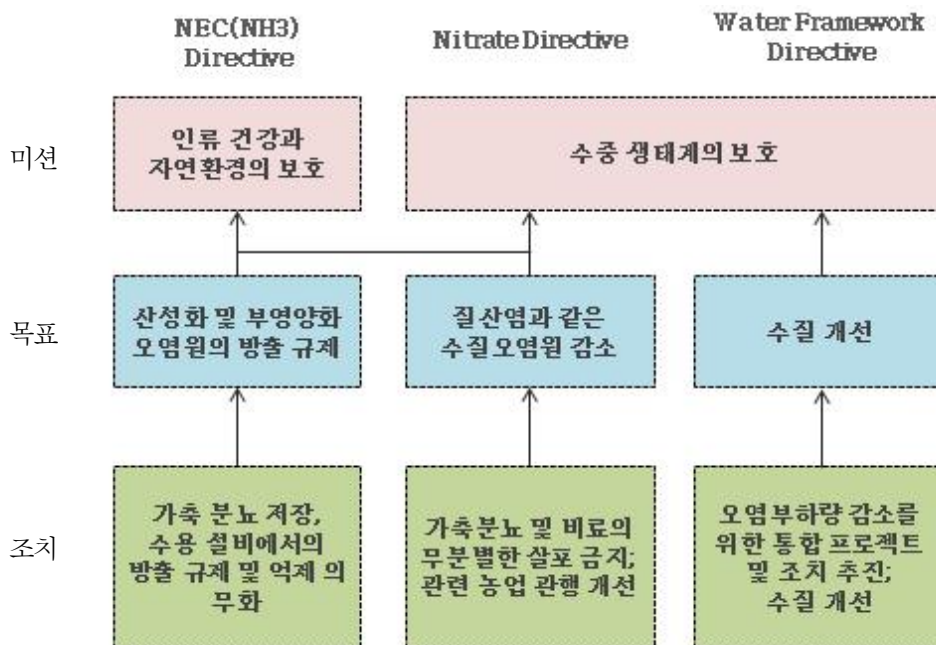 NEC(NH3)
Directive
Nitrate Directive
Water Framework
Directive
미션
인류 건강과
자연환경의 보호
수중 생태계의 보호
목표
산성화 및 부영양화
오염원의 방출 규제
질산염과 같은
수질오염원 감소
수질 개선
조치
가축 분뇨 저장,
수용 설비에서의
방출 규제 및 억제 의
무화
가축분뇨 및 비료의
무분별한 살포 금지;
관련 농업 관행 개선
오염부하량 감소를
위한 통합 프로젝트
및 조치 추진;
수질 개선